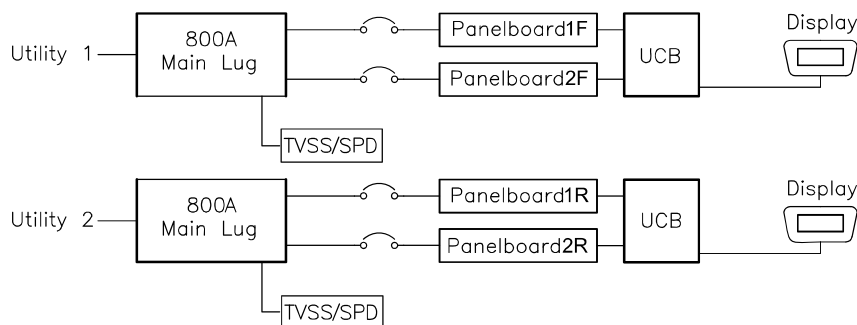 Utility 1
800A
Main Lug
Panelboard1F
Panelboard2F
UCB
Display
TVSS/SPD
Utility 2
800A
Main Lug
Panelboard1R
Panelboard2R
UCB
Display
TVSS/SPD